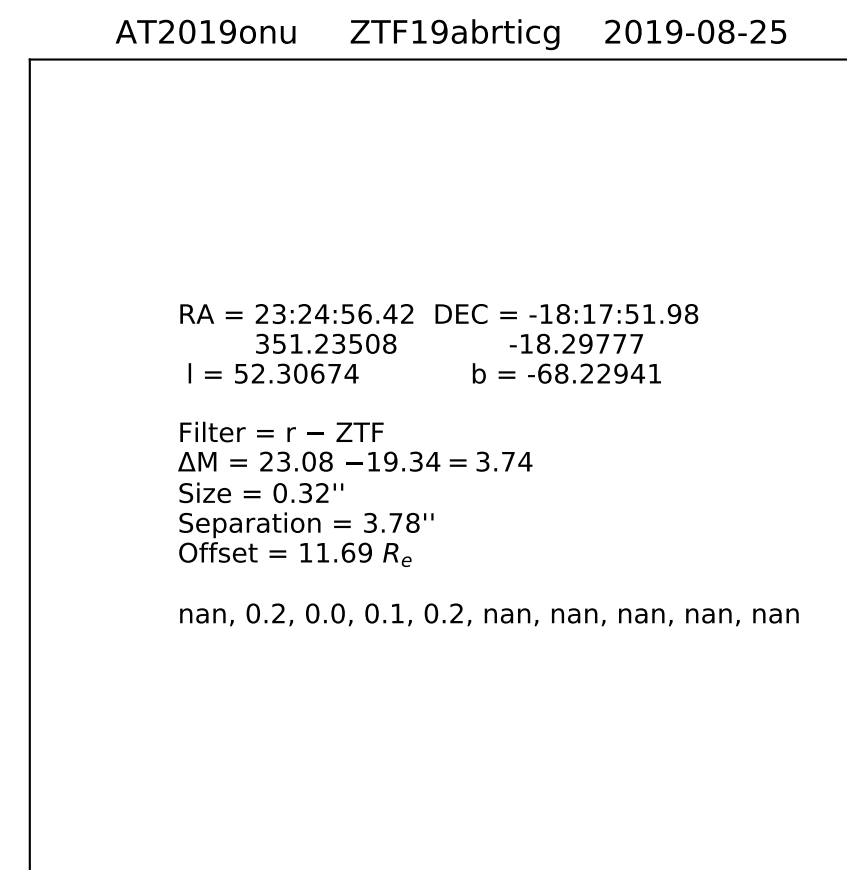 AT2019onu ZTF19abrticg 2019-08-25
RA = 23:24:56.42 DEC = -18:17:51.98
351.23508 -18.29777
l = 52.30674 b = -68.22941
Filter = r − ZTF
ΔM = 23.08 −19.34 = 3.74
Size = 0.32''
Separation = 3.78''
Offset = 11.69 Rₑ
nan, 0.2, 0.0, 0.1, 0.2, nan, nan, nan, nan, nan